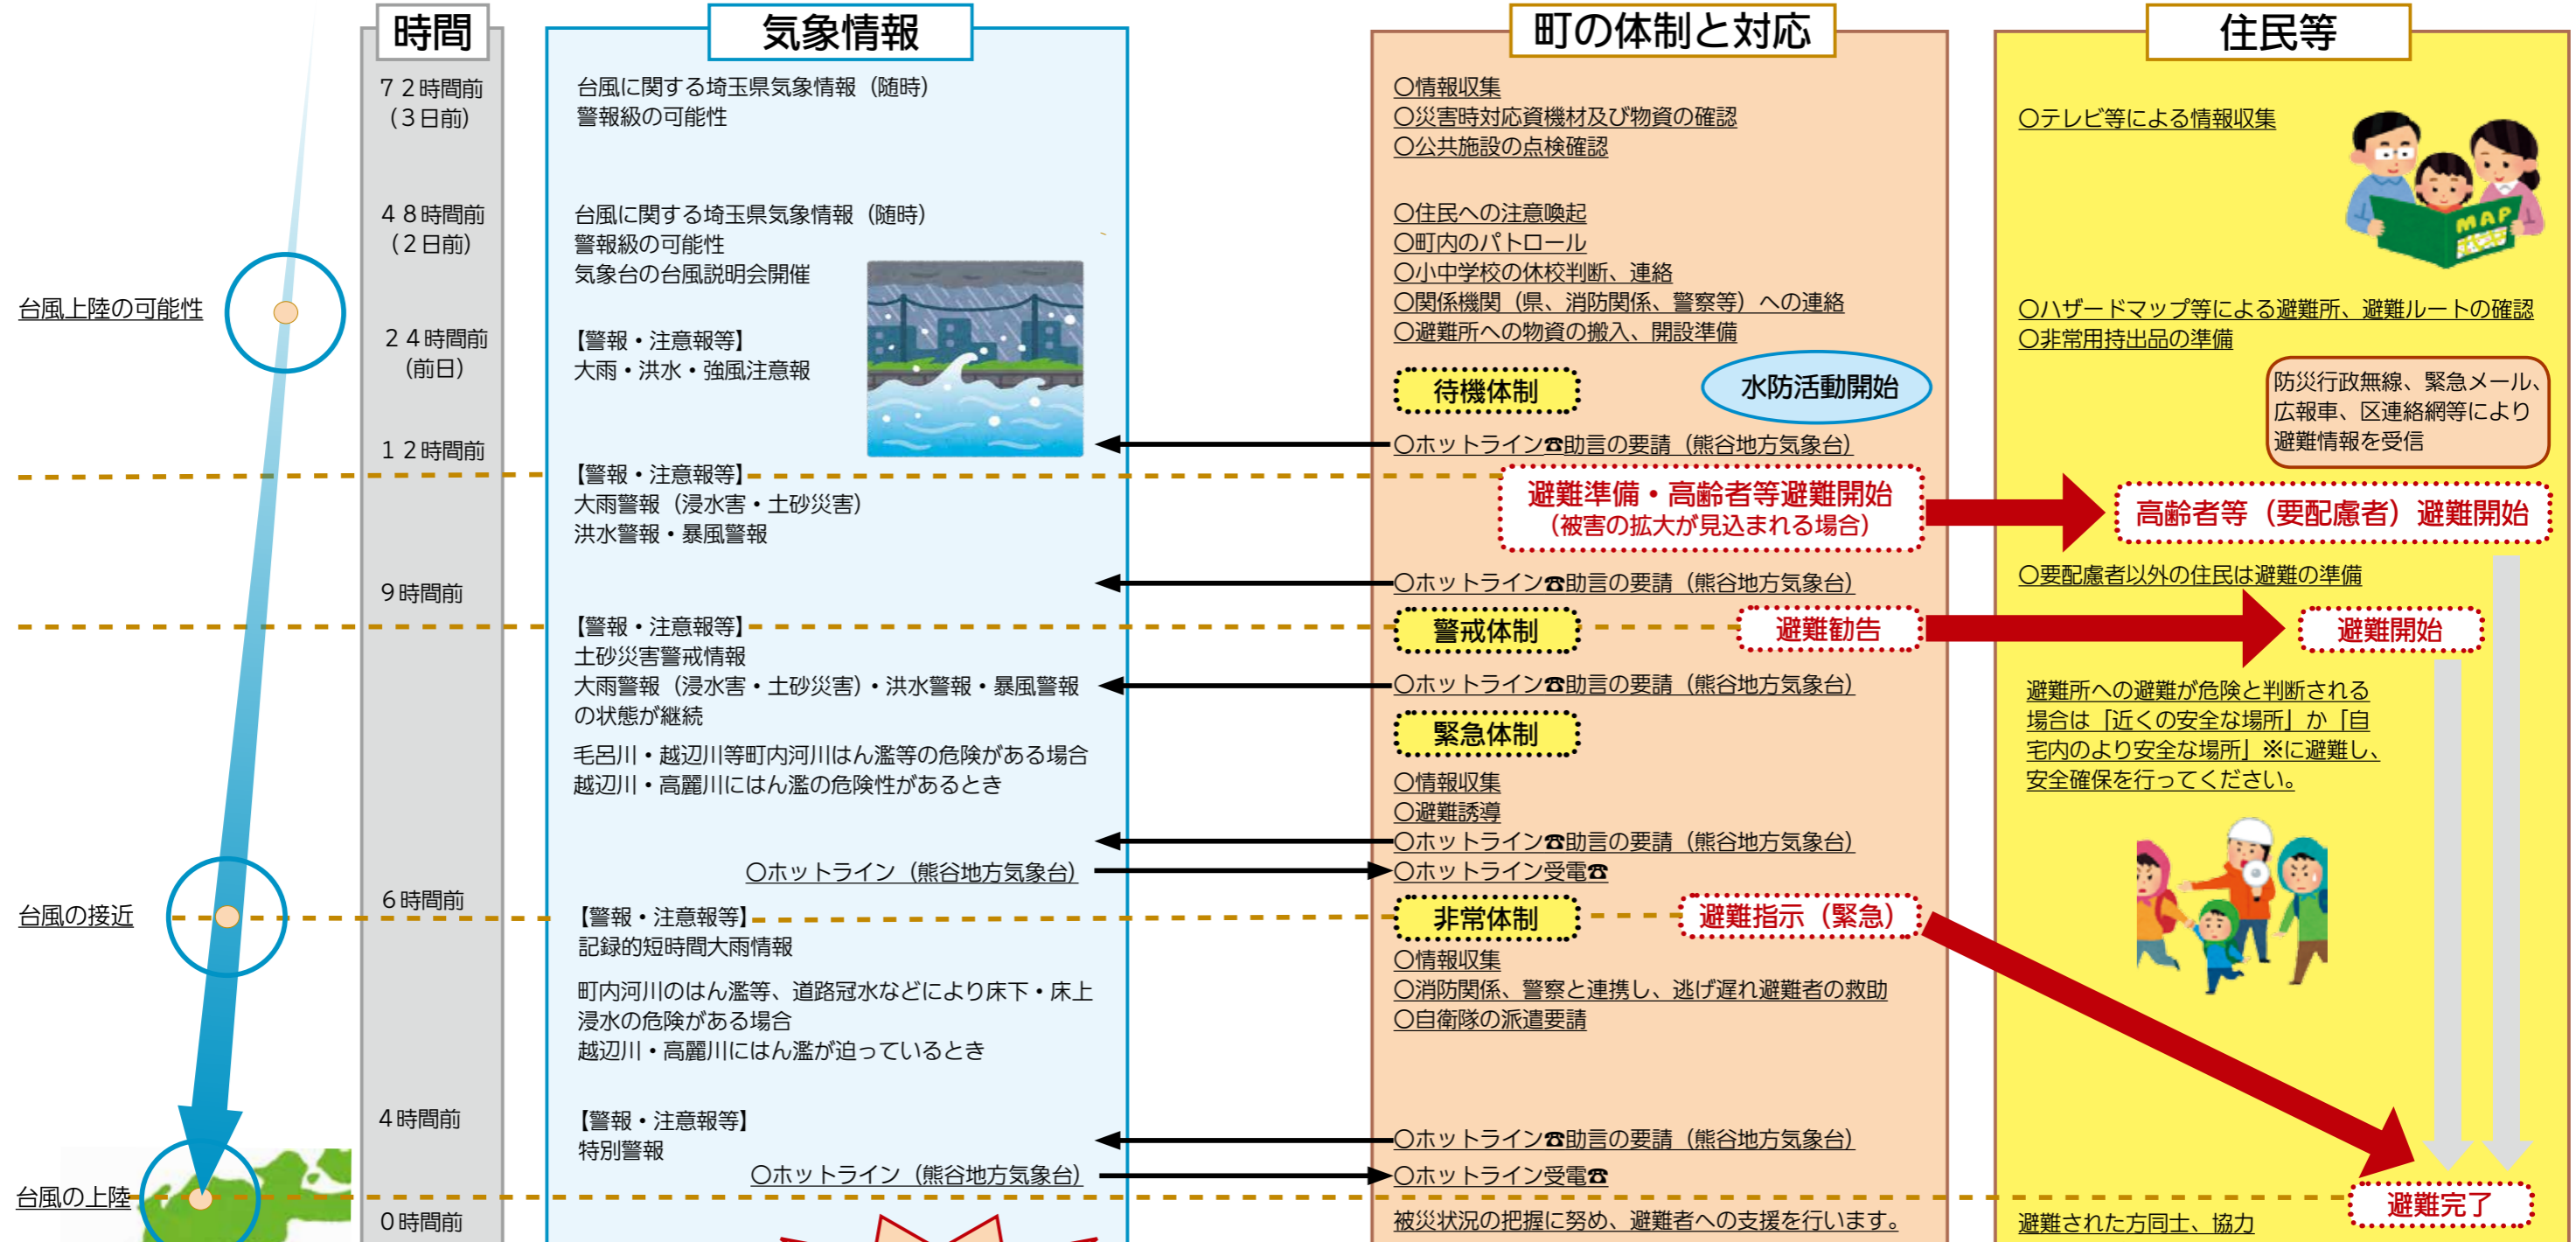 時間
72時間前
(3日前)
48時間前
(2日前)
24時間前
(前日)
12時間前
9時間前
6時間前
4時間前
0時間前
台風上陸の可能性
台風の接近
台風の上陸
気象情報
台風に関する埼玉県気象情報（随時）
警報級の可能性
台風に関する埼玉県気象情報（随時）
警報級の可能性
気象台の台風説明会開催
【警報・注意報等】
大雨・洪水・強風注意報
【警報・注意報等】
大雨警報（浸水害・土砂災害）
洪水警報・暴風警報
【警報・注意報等】
土砂災害警戒情報
大雨警報（浸水害・土砂災害）・洪水警報・暴風警報
の状態が継続
毛呂川・越辺川等町内河川はん濫等の危険がある場合
越辺川・高麗川にはん濫の危険性があるとき
○ホットライン（熊谷地方気象台）
【警報・注意報等】
記録的短時間大雨情報
町内河川のはん濫等、道路冠水などにより床下・床上
浸水の危険がある場合
越辺川・高麗川にはん濫が迫っているとき
【警報・注意報等】
特別警報
○ホットライン（熊谷地方気象台）
町の体制と対応
○情報収集
○災害時対応資機材及び物資の確認
○公共施設の点検確認
○住民への注意喚起
○町内のパトロール
○小中学校の休校判断、連絡
○関係機関（県、消防関係、警察等）への連絡
○避難所への物資の搬入、開設準備
待機体制
水防活動開始
○ホットライン☎助言の要請（熊谷地方気象台）
避難準備・高齢者等避難開始
（被害の拡大が見込まれる場合）
○ホットライン☎助言の要請（熊谷地方気象台）
警戒体制
避難勧告
○ホットライン☎助言の要請（熊谷地方気象台）
緊急体制
○情報収集
○避難誘導
○ホットライン☎助言の要請（熊谷地方気象台）
○ホットライン受電☎
非常体制
避難指示（緊急）
○情報収集
○消防関係、警察と連携し、逃げ遅れ避難者の救助
○自衛隊の派遣要請
○ホットライン☎助言の要請（熊谷地方気象台）
○ホットライン受電☎
被災状況の把握に努め、避難者への支援を行います。
住民等
○テレビ等による情報収集
MAP
○ハザードマップ等による避難所、避難ルートの確認
○非常用持出品の準備
防災行政無線、緊急メール、
広報車、区連絡網等により
避難情報を受信
高齢者等（要配慮者）避難開始
○要配慮者以外の住民は避難の準備
避難開始
避難所への避難が危険と判断される
場合は「近くの安全な場所」か「自
宅内のより安全な場所」※に避難し、
安全確保を行ってください。
避難完了
避難された方同士、協力